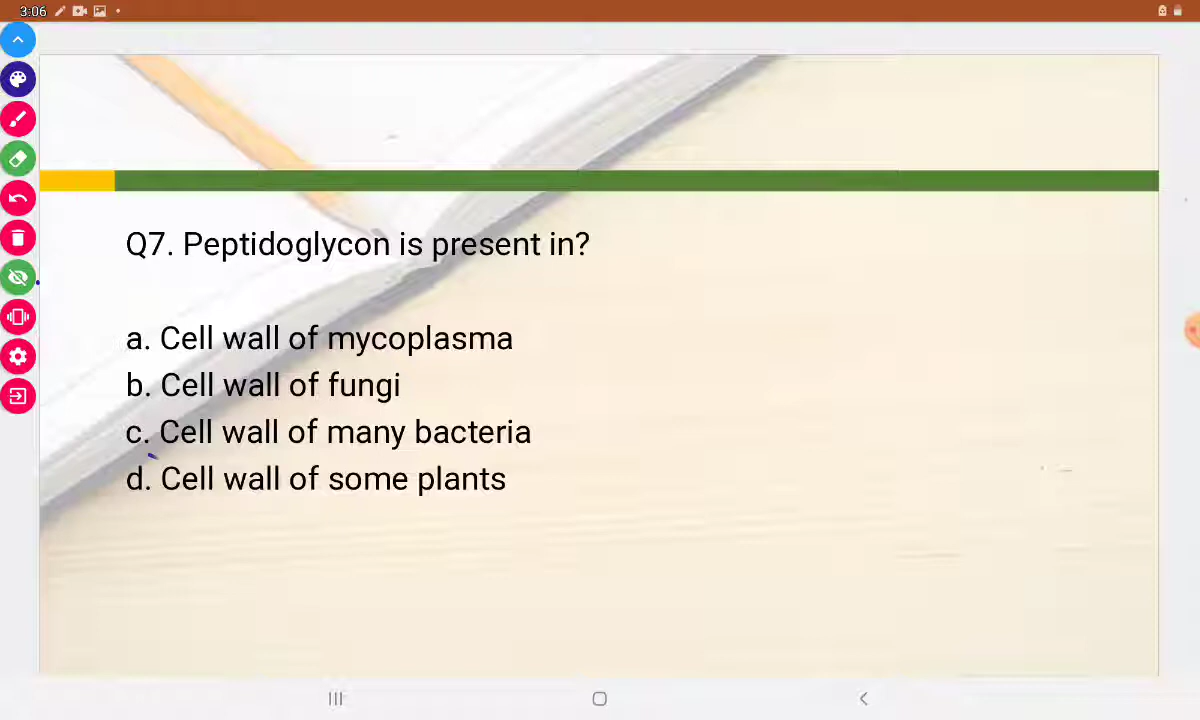 3:06
Q7. Peptidoglycon is present in?
a. Cell wall of mycoplasma
b. Cell wall of fungi
c. Cell wall of many bacteria
d. Cell wall of some plants